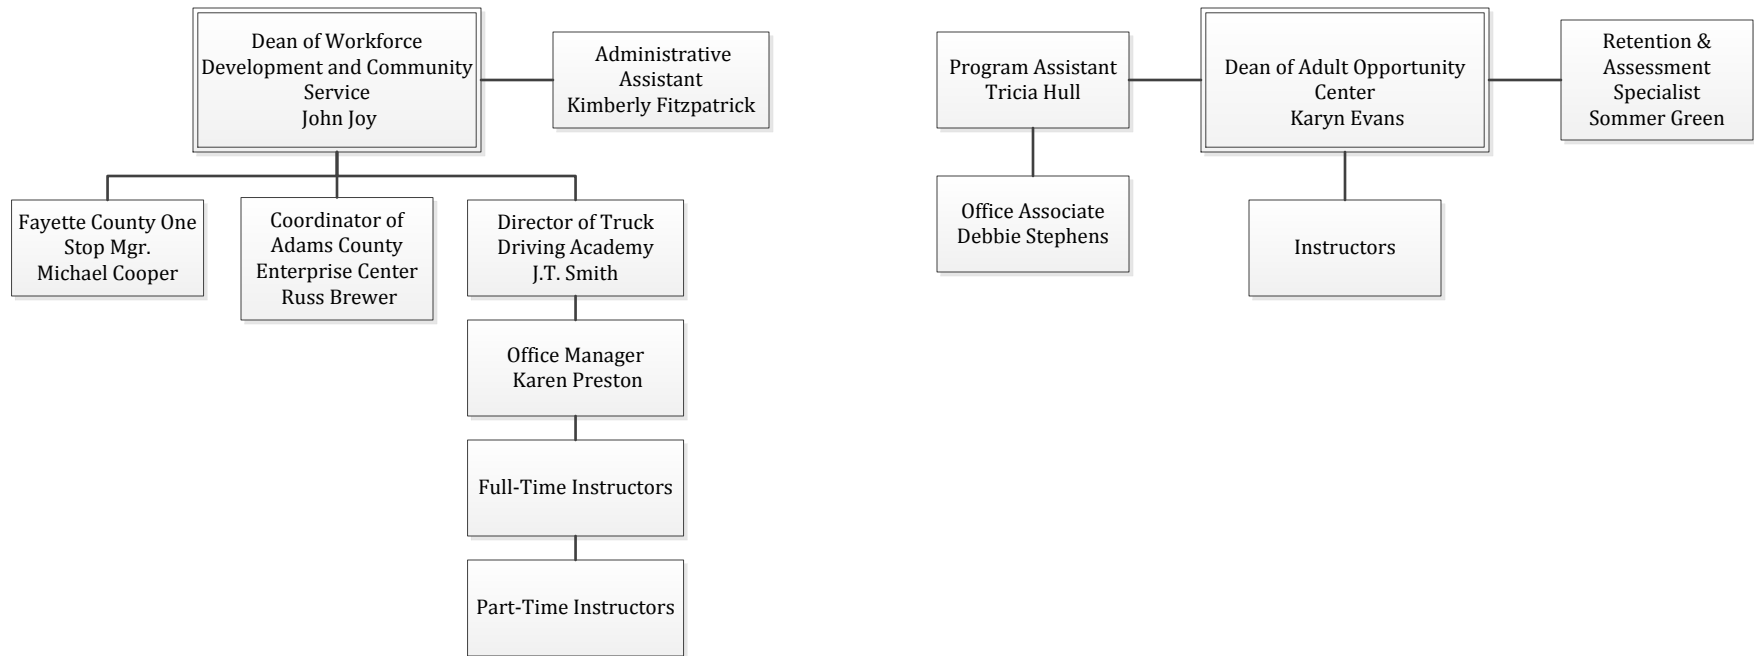 Dean of Workforce
Development and Community
Service
John Joy
Administrative
Assistant
Kimberly Fitzpatrick
Fayette County One
Stop Mgr.
Michael Cooper
Coordinator of
Adams County
Enterprise Center
Russ Brewer
Director of Truck
Driving Academy
J.T. Smith
Office Manager
Karen Preston
Full-Time Instructors
Part-Time Instructors
Program Assistant
Tricia Hull
Dean of Adult Opportunity
Center
Karyn Evans
Retention &
Assessment
Specialist
Sommer Green
Office Associate
Debbie Stephens
Instructors